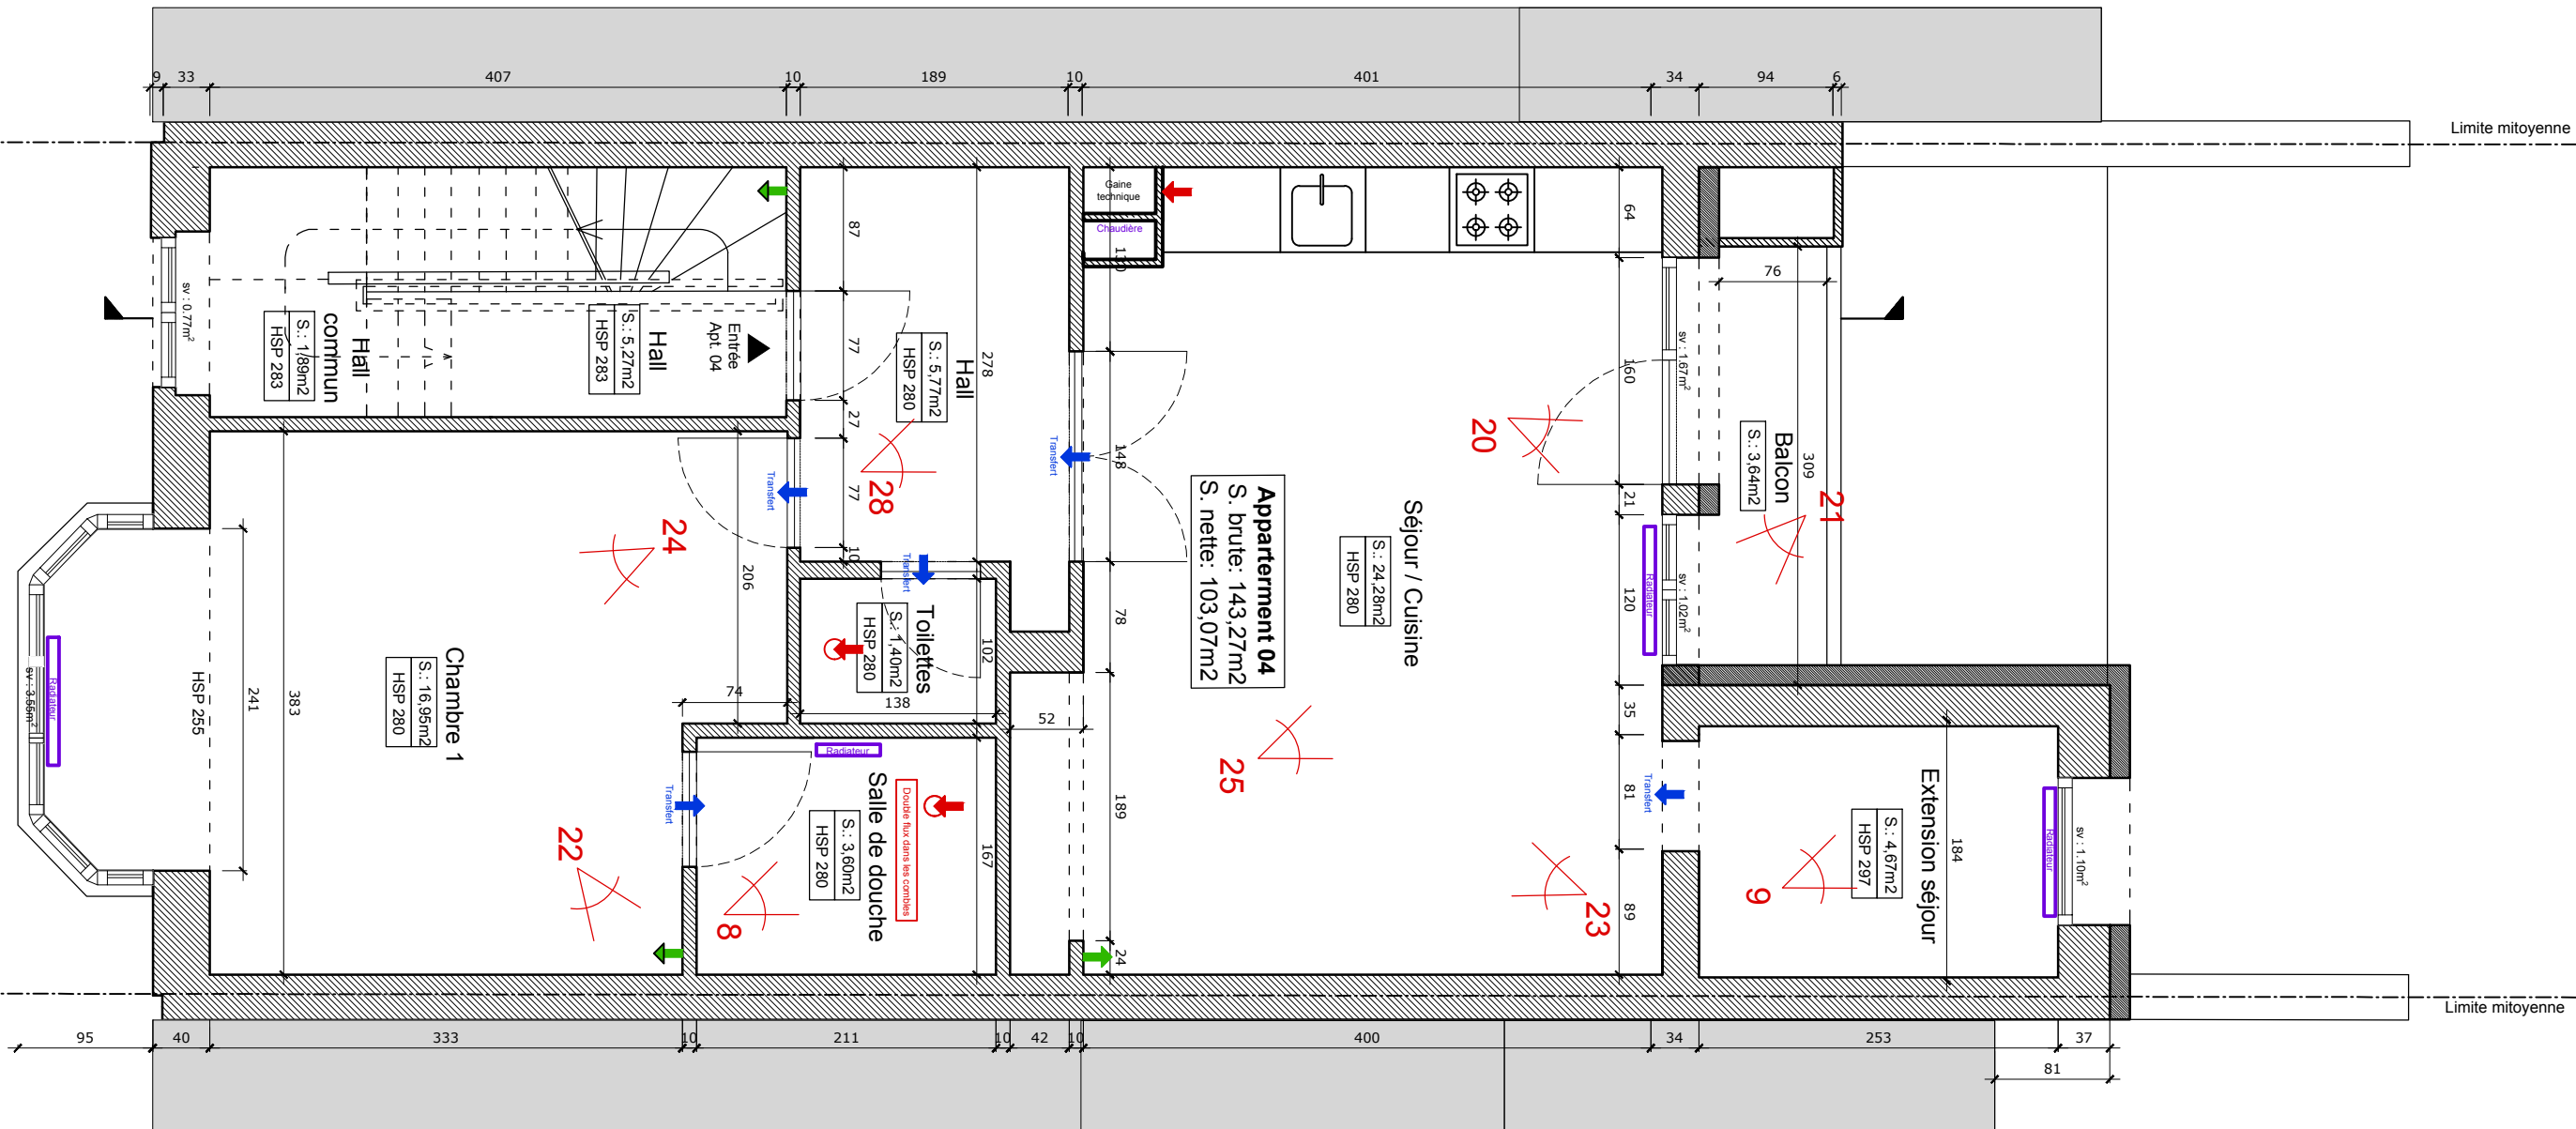 9
33
407
10
189
10
401
34
94
6
Limite mitoyenne
Gaine
technique
Chaudière
64
87
76
sv : 0.77m²
Hall
commun
S.: 1,89m2
HSP 283
Hall
S.: 5,27m2
HSP 283
Entrée
Apt. 04
77
27
77
10
278
Hall
S.: 5,77m2
HSP 280
28
Transfert
Transfert
Transfert
148
160
sv : 1.67m²
20
Balcon
S.: 3,64m2
309
21
21
Séjour / Cuisine
S.: 24,28m2
HSP 280
Appartement 04
S. brute: 143,27m2
S. nette: 103,07m2
120
Radiateur
sv : 1.02m²
24
206
Toilettes
S.: 1,40m2
HSP 280
102
138
74
78
52
35
Chambre 1
S.: 16,95m2
HSP 280
383
241
HSP 255
Radiateur
sv : 3.55m²
Radiateur
Salle de douche
S.: 3,60m2
HSP 280
Double flux dans les combles
167
Transfert
22
8
25
189
81
Transfert
89
23
24
Extension séjour
S.: 4,67m2
HSP 297
184
9
Radiateur
sv : 1.10m²
Limite mitoyenne
95
40
333
10
211
10
42
10
400
34
253
37
81